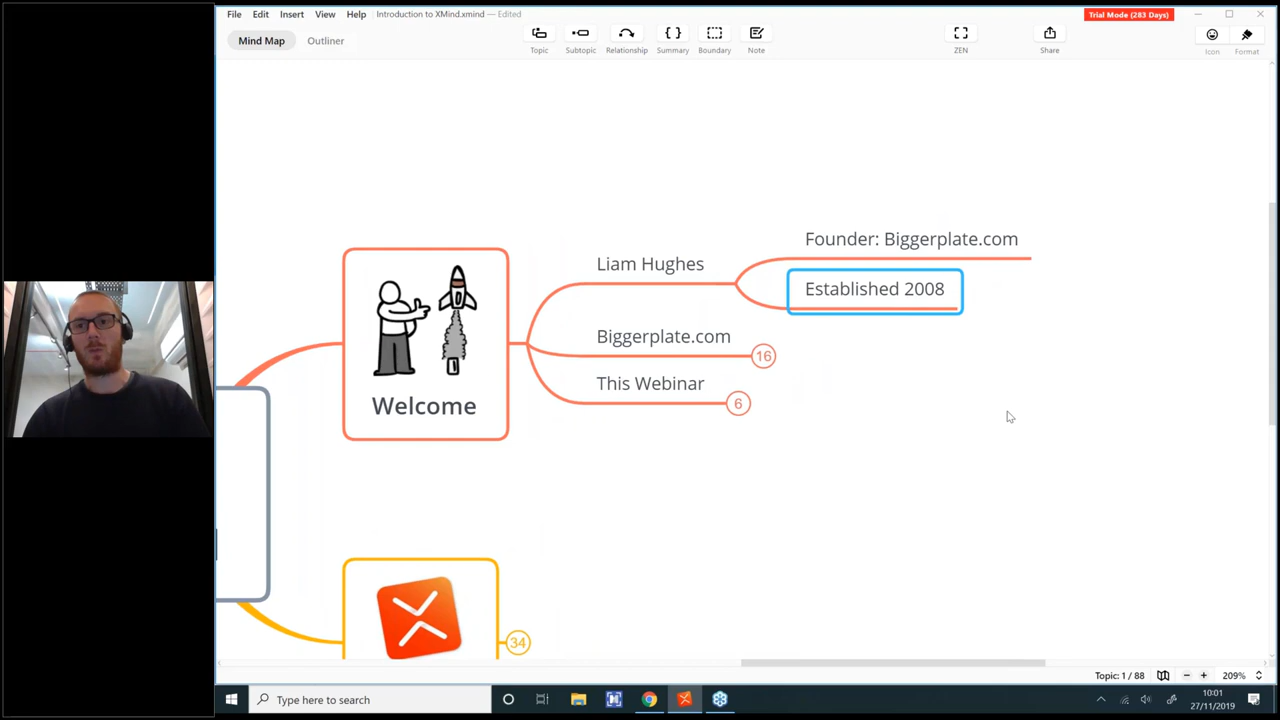 File Edit Insert View Help Introduction to XMind.xmind — Edited Trial Mode (283 Days)
Mind Map Outliner
Topic Subtopic Relationship Summary Boundary Note ZEN Share Icon Format
Founder: Biggerplate.com
Liam Hughes
Established 2008
Biggerplate.com
16
This Webinar
6
Welcome
34
Topic: 1 / 88 209%
Type here to search
10:01
27/11/2019